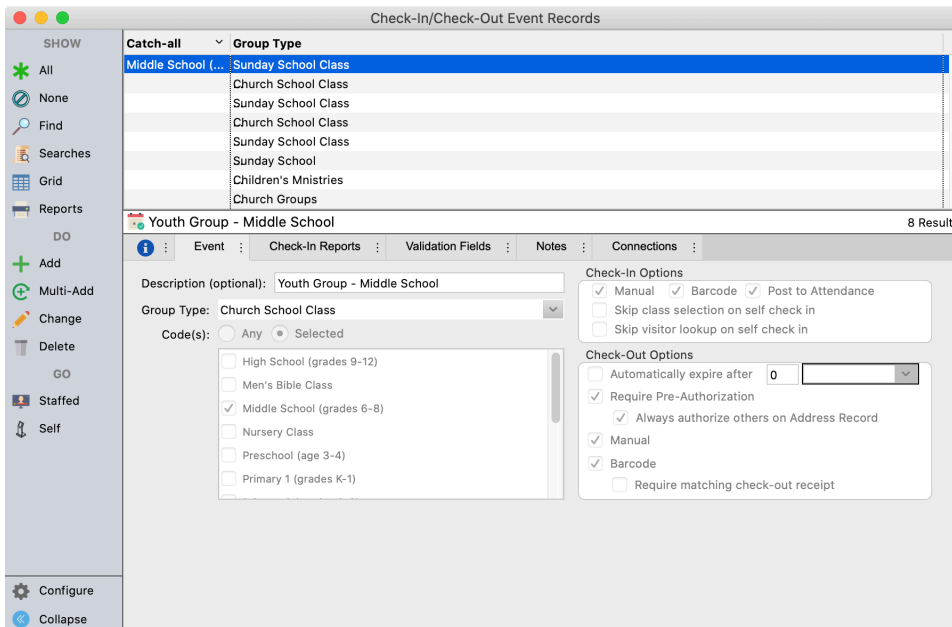 Check-In/Check-Out Event Records
SHOW
All
None
Find
Searches
Grid
Reports
DO
Add
Multi-Add
Change
Delete
GO
Staffed
Self
Configure
Collapse
Catch-all Group Type
Middle School (... Sunday School Class
Church School Class
Sunday School Class
Church School Class
Sunday School Class
Sunday School
Children's Mnistries
Church Groups
Youth Group - Middle School 8 Result
Event Check-In Reports Validation Fields Notes Connections
Description (optional): Youth Group - Middle School
Group Type: Church School Class
Code(s): Any Selected
High School (grades 9-12)
Men's Bible Class
Middle School (grades 6-8)
Nursery Class
Preschool (age 3-4)
Primary 1 (grades K-1)
Check-In Options
Manual Barcode Post to Attendance
Skip class selection on self check in
Skip visitor lookup on self check in
Check-Out Options
Automatically expire after 0
Require Pre-Authorization
Always authorize others on Address Record
Manual
Barcode
Require matching check-out receipt